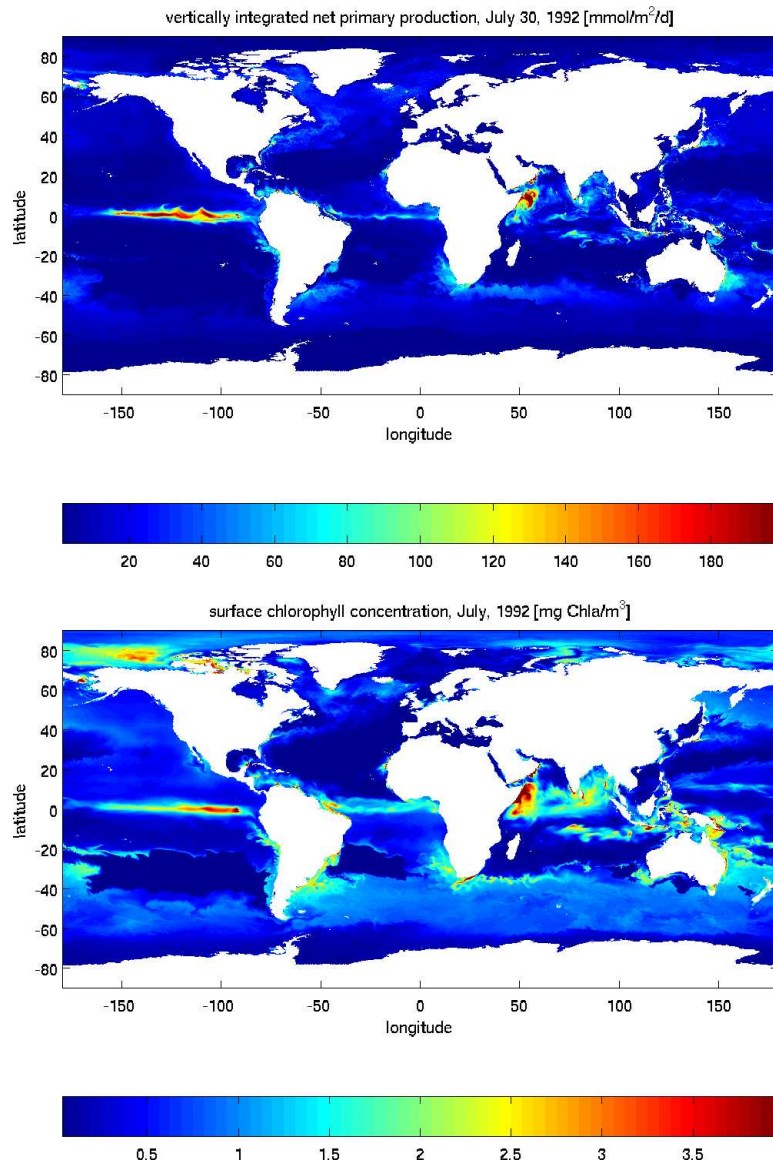 vertically integrated net primary production, July 30, 1992 [mmol/m²/d]
80
60
40
20
0
-20
-40
-60
-80
latitude
-150 -100 -50 0 50 100 150
longitude
20 40 60 80 100 120 140 160 180
surface chlorophyll concentration, July, 1992 [mg Chla/m³]
80
60
40
20
0
-20
-40
-60
-80
latitude
-150 -100 -50 0 50 100 150
longitude
0.5 1 1.5 2 2.5 3 3.5